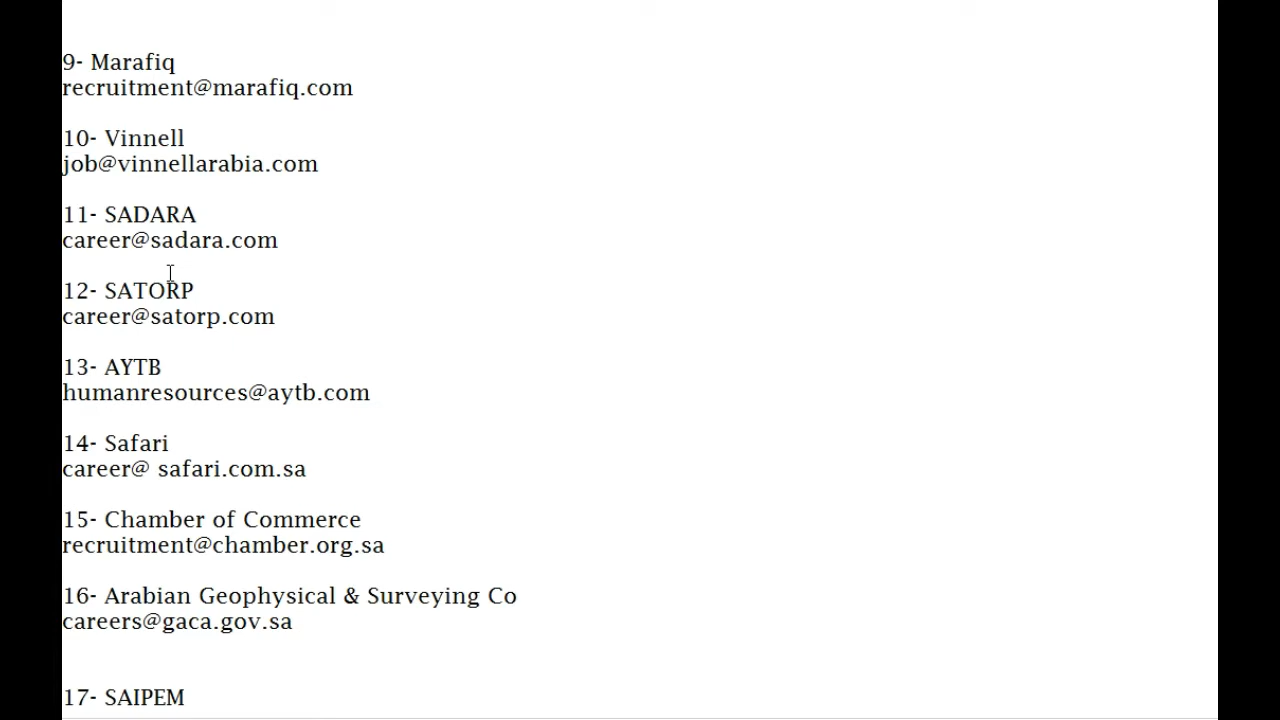 9- Marafiq
recruitment@marafiq.com
10- Vinnell
job@vinnellarabia.com
11- SADARA
career@sadara.com
12- SATORP
career@satorp.com
13- AYTB
humanresources@aytb.com
14- Safari
career@ safari.com.sa
15- Chamber of Commerce
recruitment@chamber.org.sa
16- Arabian Geophysical & Surveying Co
careers@gaca.gov.sa
17- SAIPEM